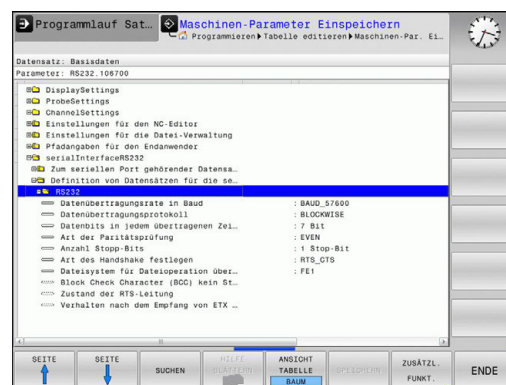 Programmlauf Sat…
Maschinen-Parameter Einspeichern
Programmieren▶Tabelle editieren▶Maschinen-Par. Ei…
Datensatz: Basisdaten
Parameter: RS232.106700
DisplaySettings
ProbeSettings
ChannelSettings
Einstellungen für den NC-Editor
Einstellungen für die Datei-Verwaltung
Pfadangaben für den Endanwender
serialInterfaceRS232
Zum seriellen Port gehörender Datensa…
Definition von Datensätzen für die se…
RS232
Datenübertragungsrate in Baud : BAUD_57600
Datenübertragungsprotokoll : BLOCKWISE
Datenbits in jedem übertragenen Zei… : 7 Bit
Art der Paritätsprüfung : EVEN
Anzahl Stopp-Bits : 1 Stop-Bit
Art des Handshake festlegen : RTS_CTS
Dateisystem für Dateioperation über… : FE1
Block Check Character (BCC) kein St…
Zustand der RTS-Leitung
Verhalten nach dem Empfang von ETX …
SEITE
SEITE
SUCHEN
HILFE
BLÄTTERN
ANSICHT
TABELLE
BAUM
SPEICHERN
ZUSÄTZL.
FUNKT.
ENDE